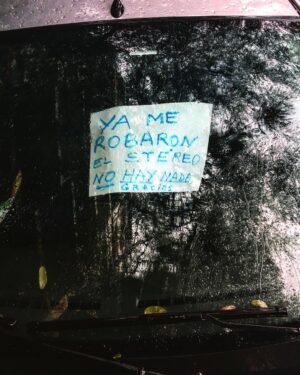 YA ME
ROBARON
EL STEREO
NO HAY NADA
GRACIAS